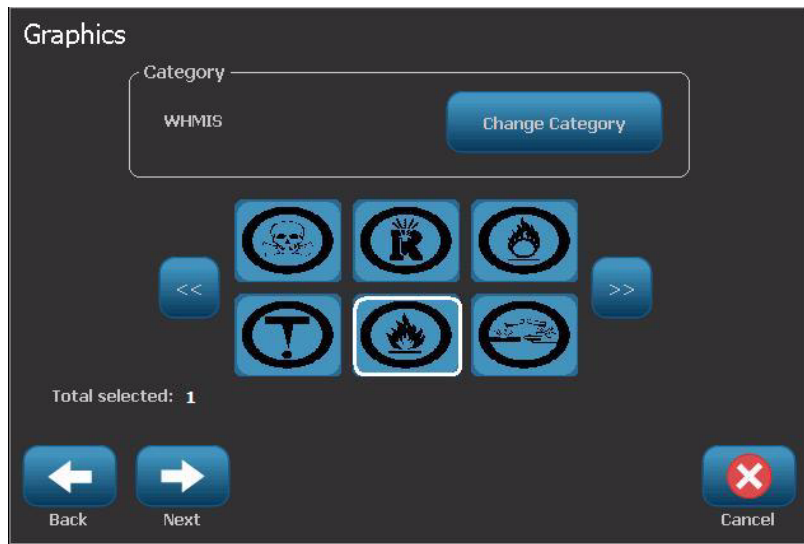 Graphics
Category
WHMIS
Change Category
R
<<
>>
T
Total selected: 1
Back
Next
Cancel